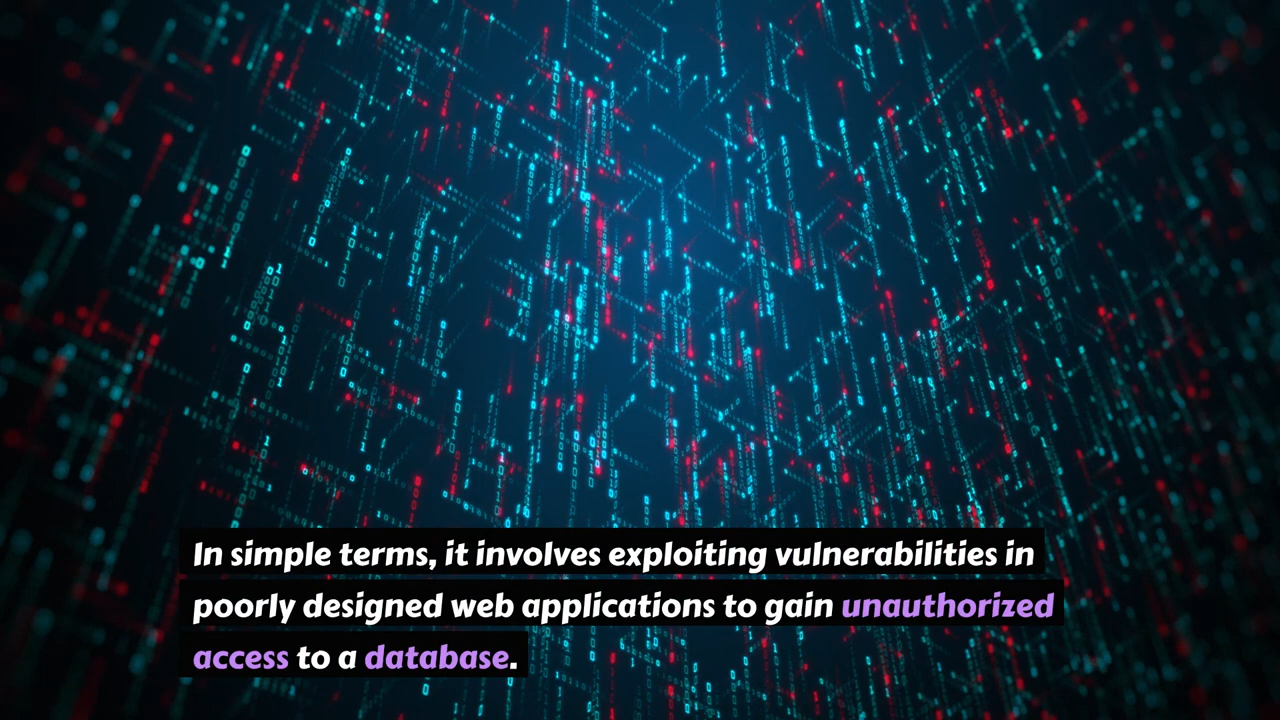 In simple terms, it involves exploiting vulnerabilities in
poorly designed web applications to gain unauthorized
access to a database.